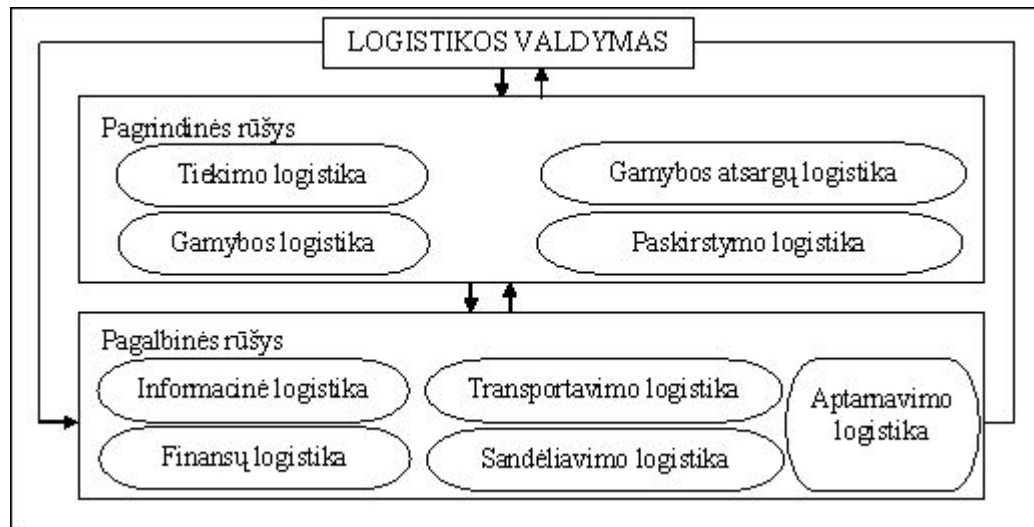 LOGISTIKOS VALDYMAS
Pagrindinės rūšys
Tiekimo logistika
Gamybos atsargų logistika
Gamybos logistika
Paskirstymo logistika
Pagalbinės rūšys
Informacinė logistika
Transportavimo logistika
Aptarnavimo
logistika
Finansų logistika
Sandėliavimo logistika